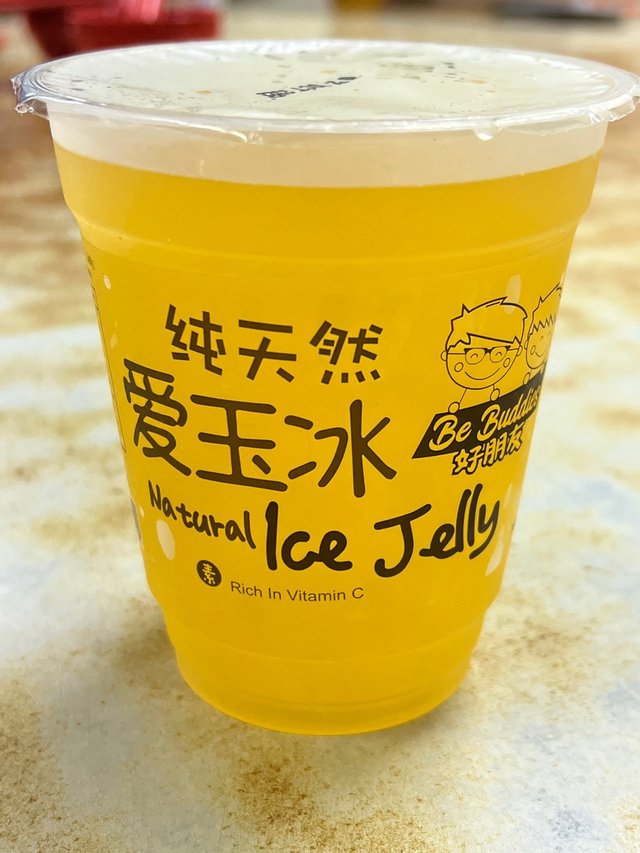 纯天然
爱玉冰
Natural Ice Jelly
素 Rich In Vitamin C
Be Buddies
好朋友